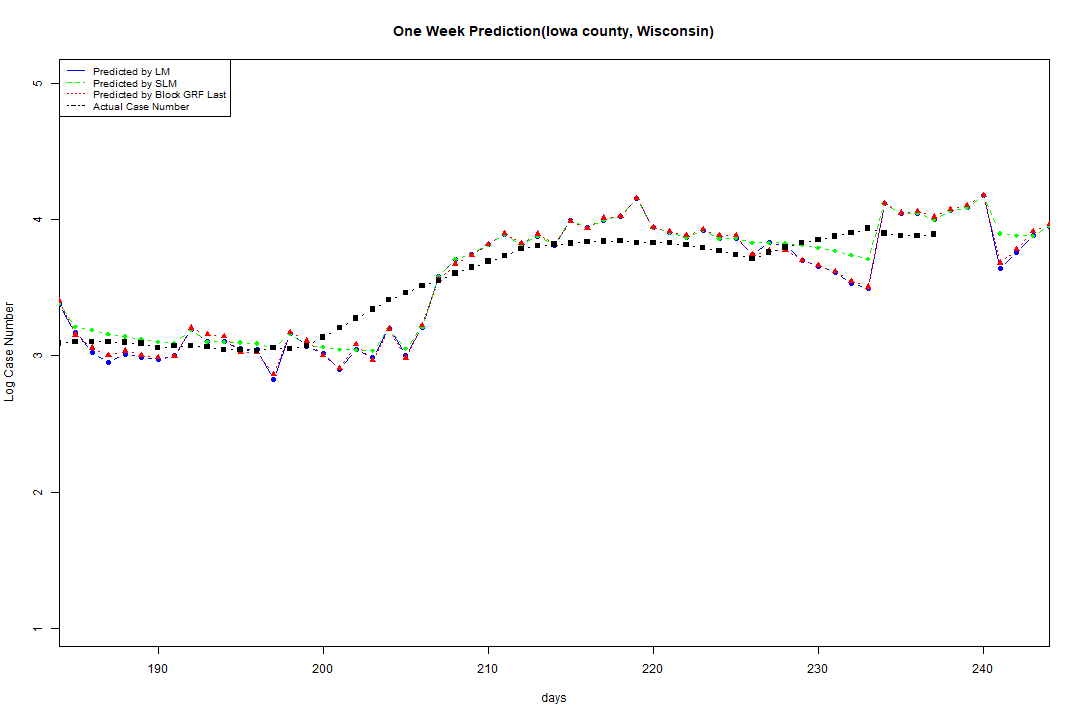 One Week Prediction(Iowa county, Wisconsin)
Predicted by LM
Predicted by SLM
Predicted by Block GRF Last
Actual Case Number
5
4
3
2
1
Log Case Number
190 200 210 220 230 240
days